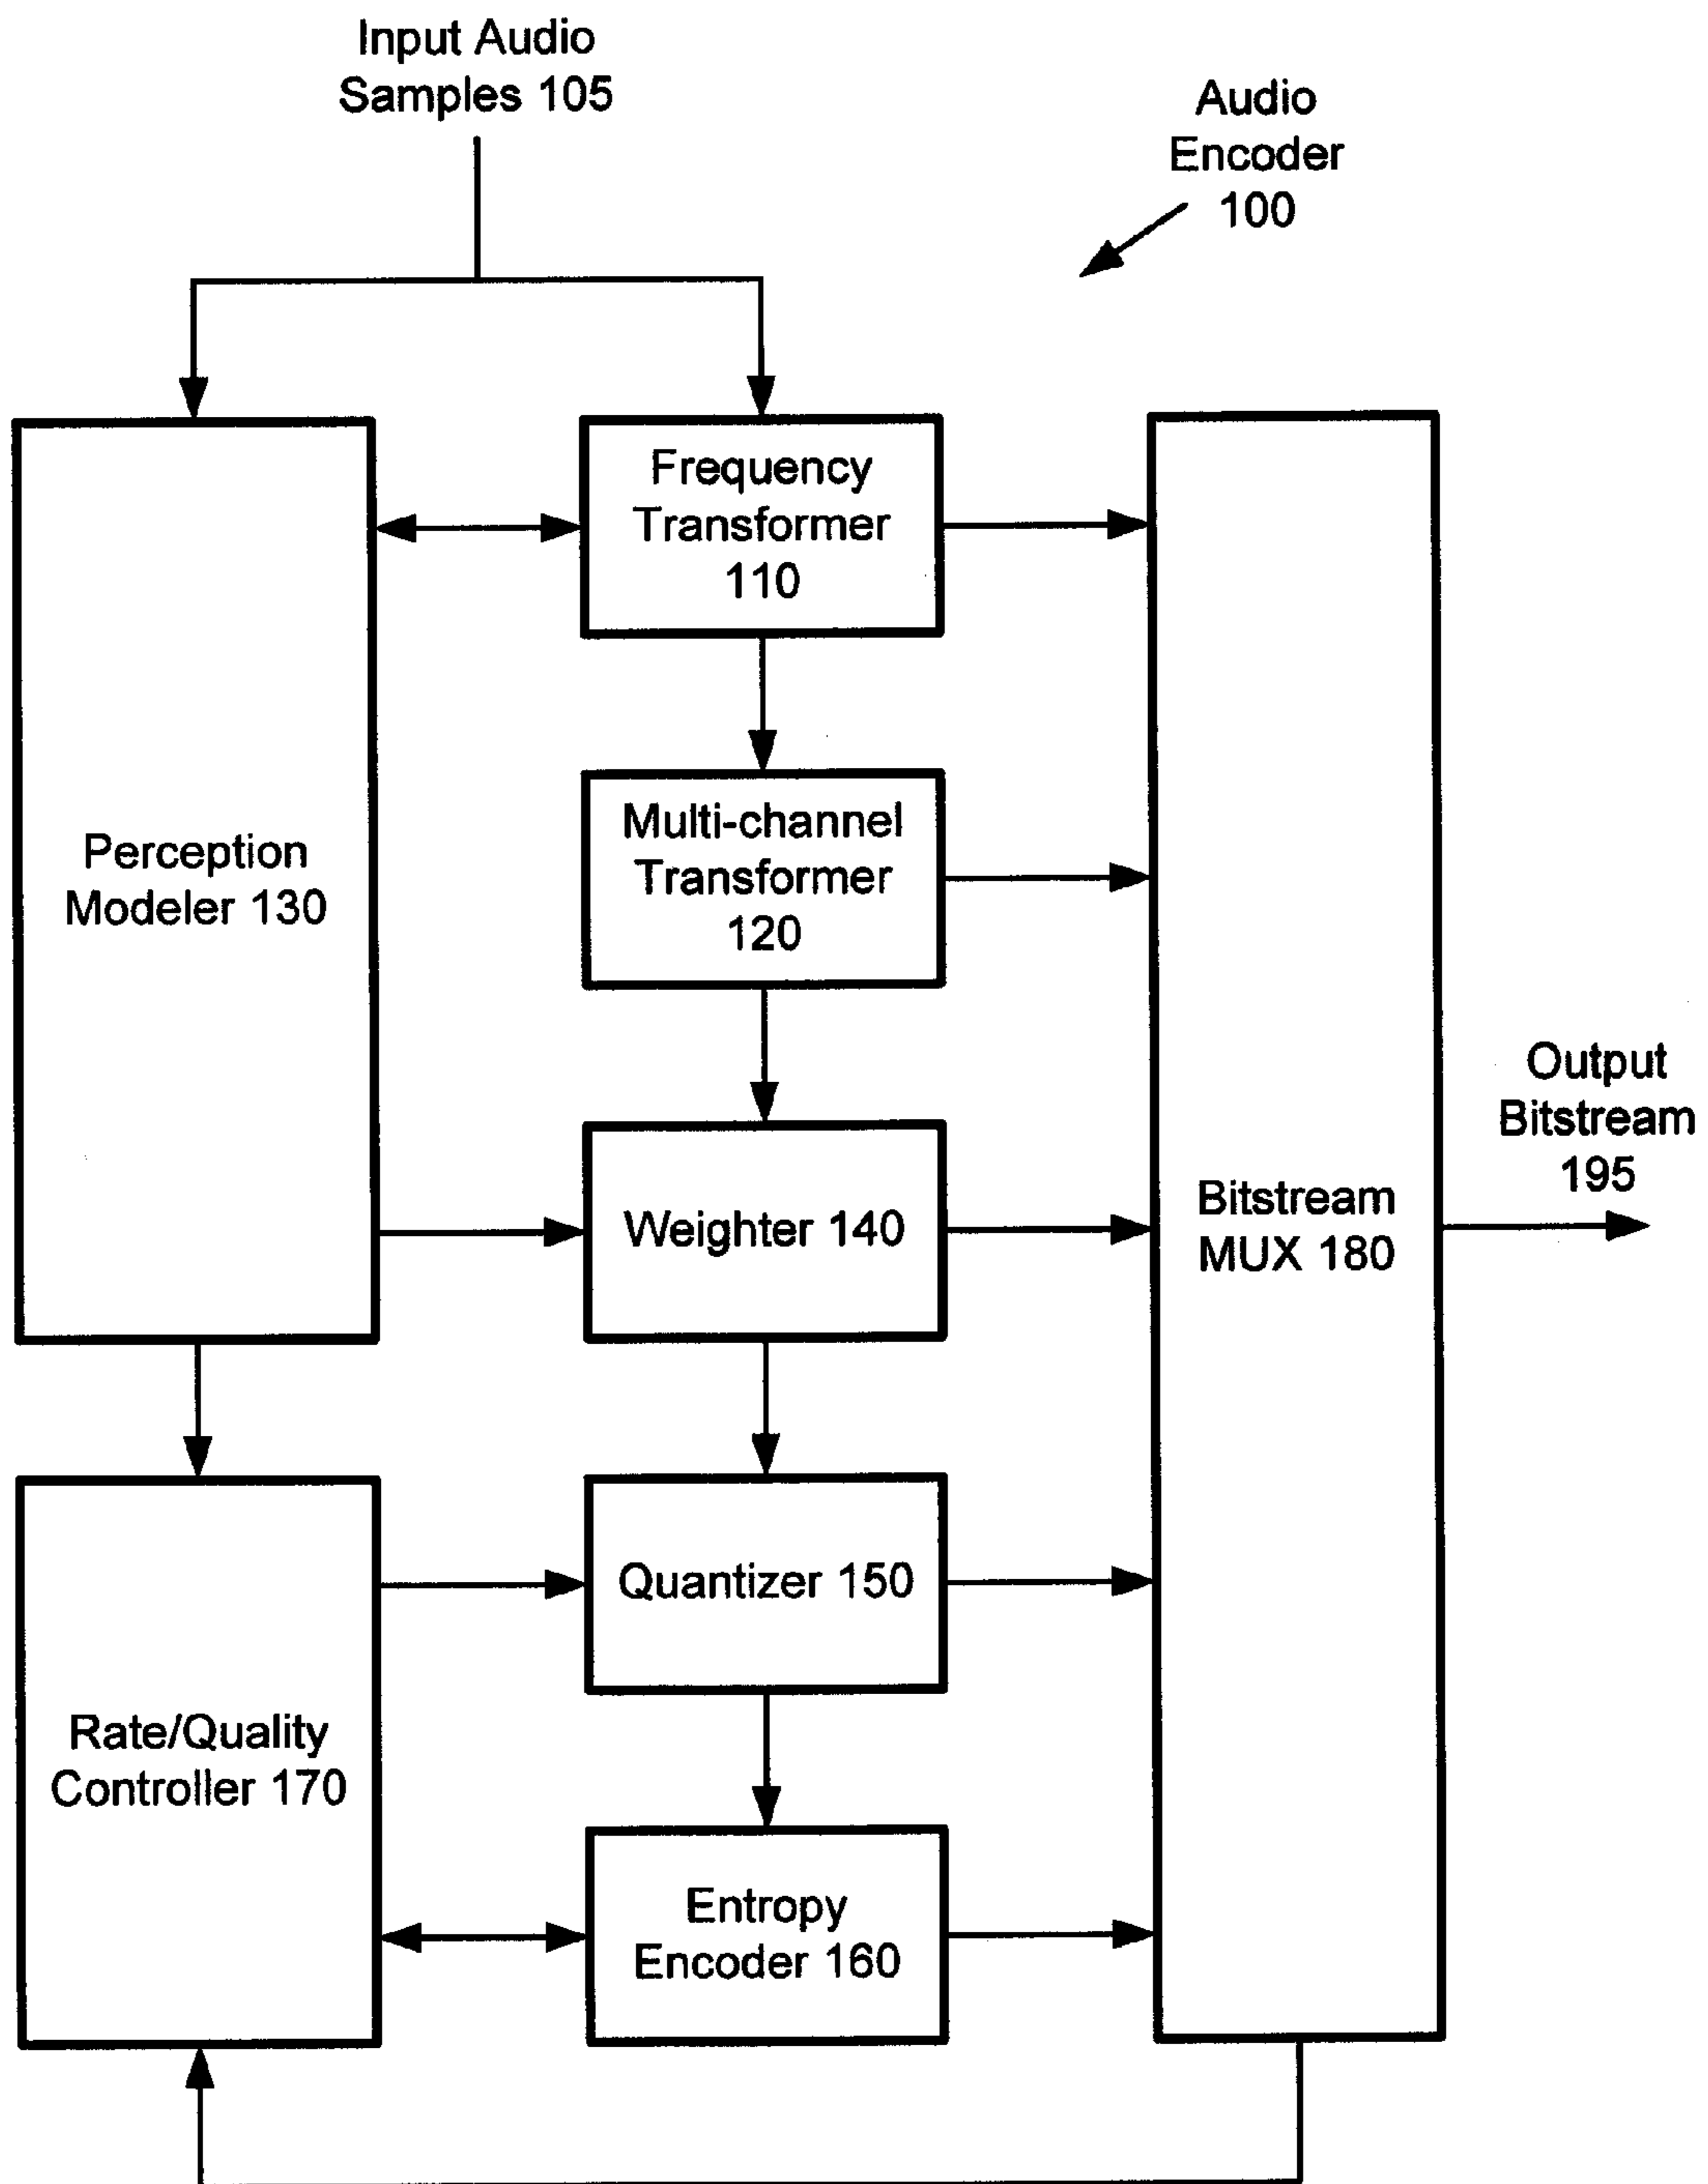 Input Audio
Samples 105
Audio
Encoder
100
Frequency
Transformer
110
Multi-channel
Transformer
120
Perception
Modeler 130
Output
Bitstream
195
Weighter 140
Bitstream
MUX 180
Quantizer 150
Rate/Quality
Controller 170
Entropy
Encoder 160